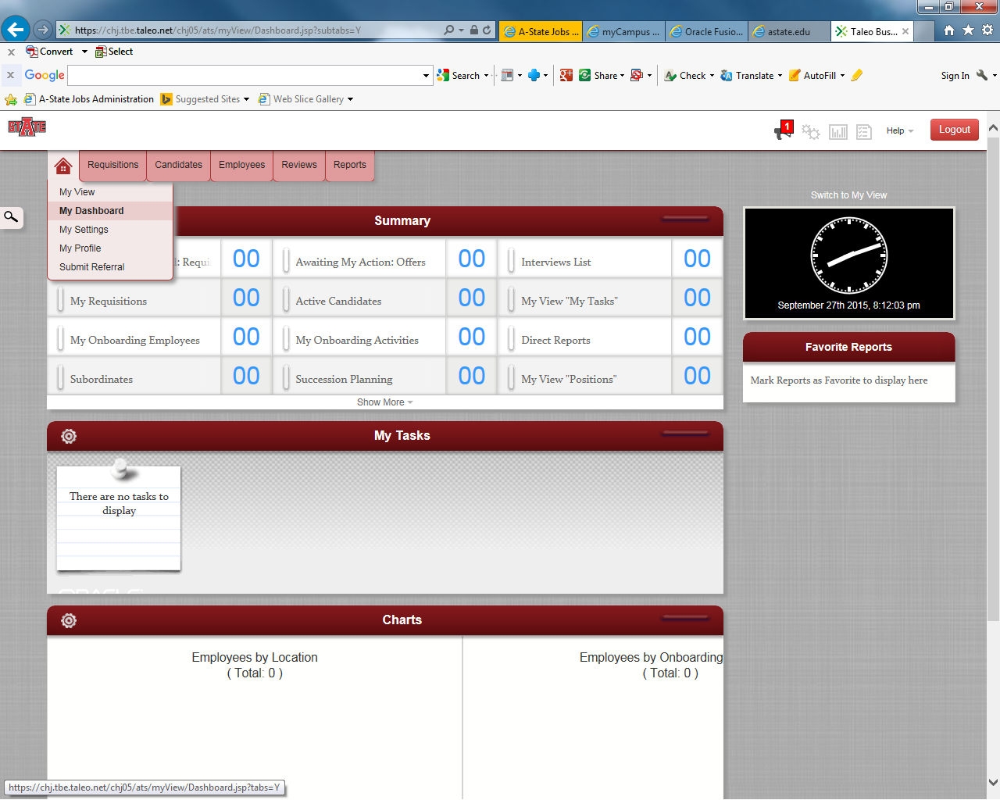 https://chj.tbe.taleo.net/chj05/ats/myView/Dashboard.jsp?subtabs=Y
A-State Jobs ...
myCampus ...
Oracle Fusio...
astate.edu
Taleo Bus...
x Convert Select
x Google Search Share Check Translate AutoFill Sign In
A-State Jobs Administration Suggested Sites Web Slice Gallery
STATE
1
Help
Logout
Requisitions Candidates Employees Reviews Reports
My View
My Dashboard
My Settings
My Profile
Submit Referral
Switch to My View
Summary
l: Requi 00 Awaiting My Action: Offers 00 Interviews List 00
My Requisitions 00 Active Candidates 00 My View "My Tasks" 00
My Onboarding Employees 00 My Onboarding Activities 00 Direct Reports 00
Subordinates 00 Succession Planning 00 My View "Positions" 00
Show More
September 27th 2015, 8:12:03 pm
Favorite Reports
Mark Reports as Favorite to display here
My Tasks
There are no tasks to
display
ORACLE
Charts
Employees by Location
( Total: 0 )
Employees by Onboarding
( Total: 0 )
https://chj.tbe.taleo.net/chj05/ats/myView/Dashboard.jsp?tabs=Y